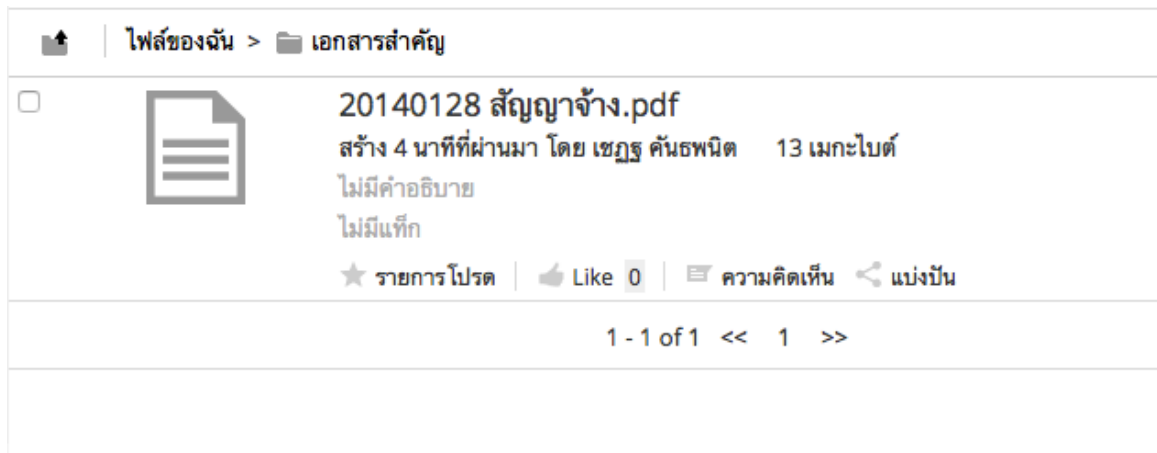 ไฟล์ของฉัน > เอกสารสำคัญ
20140128 สัญญาจ้าง.pdf
สร้าง 4 นาทีที่ผ่านมา โดย เชฏฐ คันธพนิต 13 เมกะไบต์
ไม่มีคำอธิบาย
ไม่มีแท็ก
รายการโปรด Like 0 ความคิดเห็น แบ่งปัน
1 - 1 of 1 << 1 >>